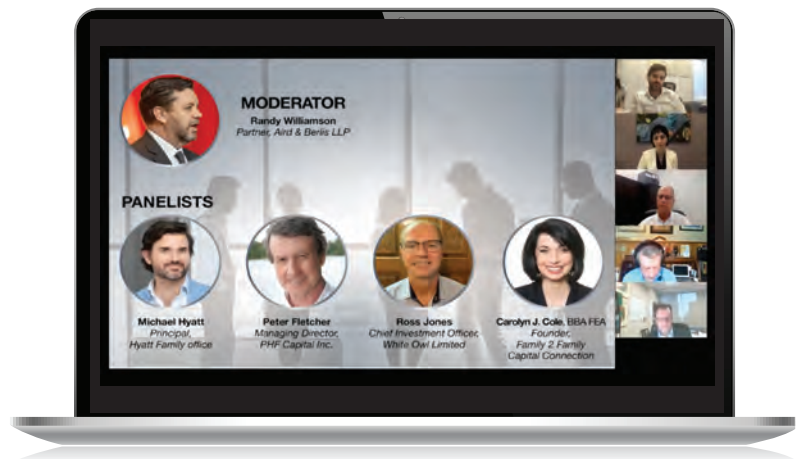 MODERATOR
Randy Williamson
Partner, Aird & Berlis LLP
PANELISTS
Michael Hyatt
Principal,
Hyatt Family office
Peter Fletcher
Managing Director,
PHF Capital Inc.
Ross Jones
Chief Investment Officer,
White Owl Limited
Carolyn J. Cole, BBA FEA
Founder,
Family 2 Family
Capital Connection